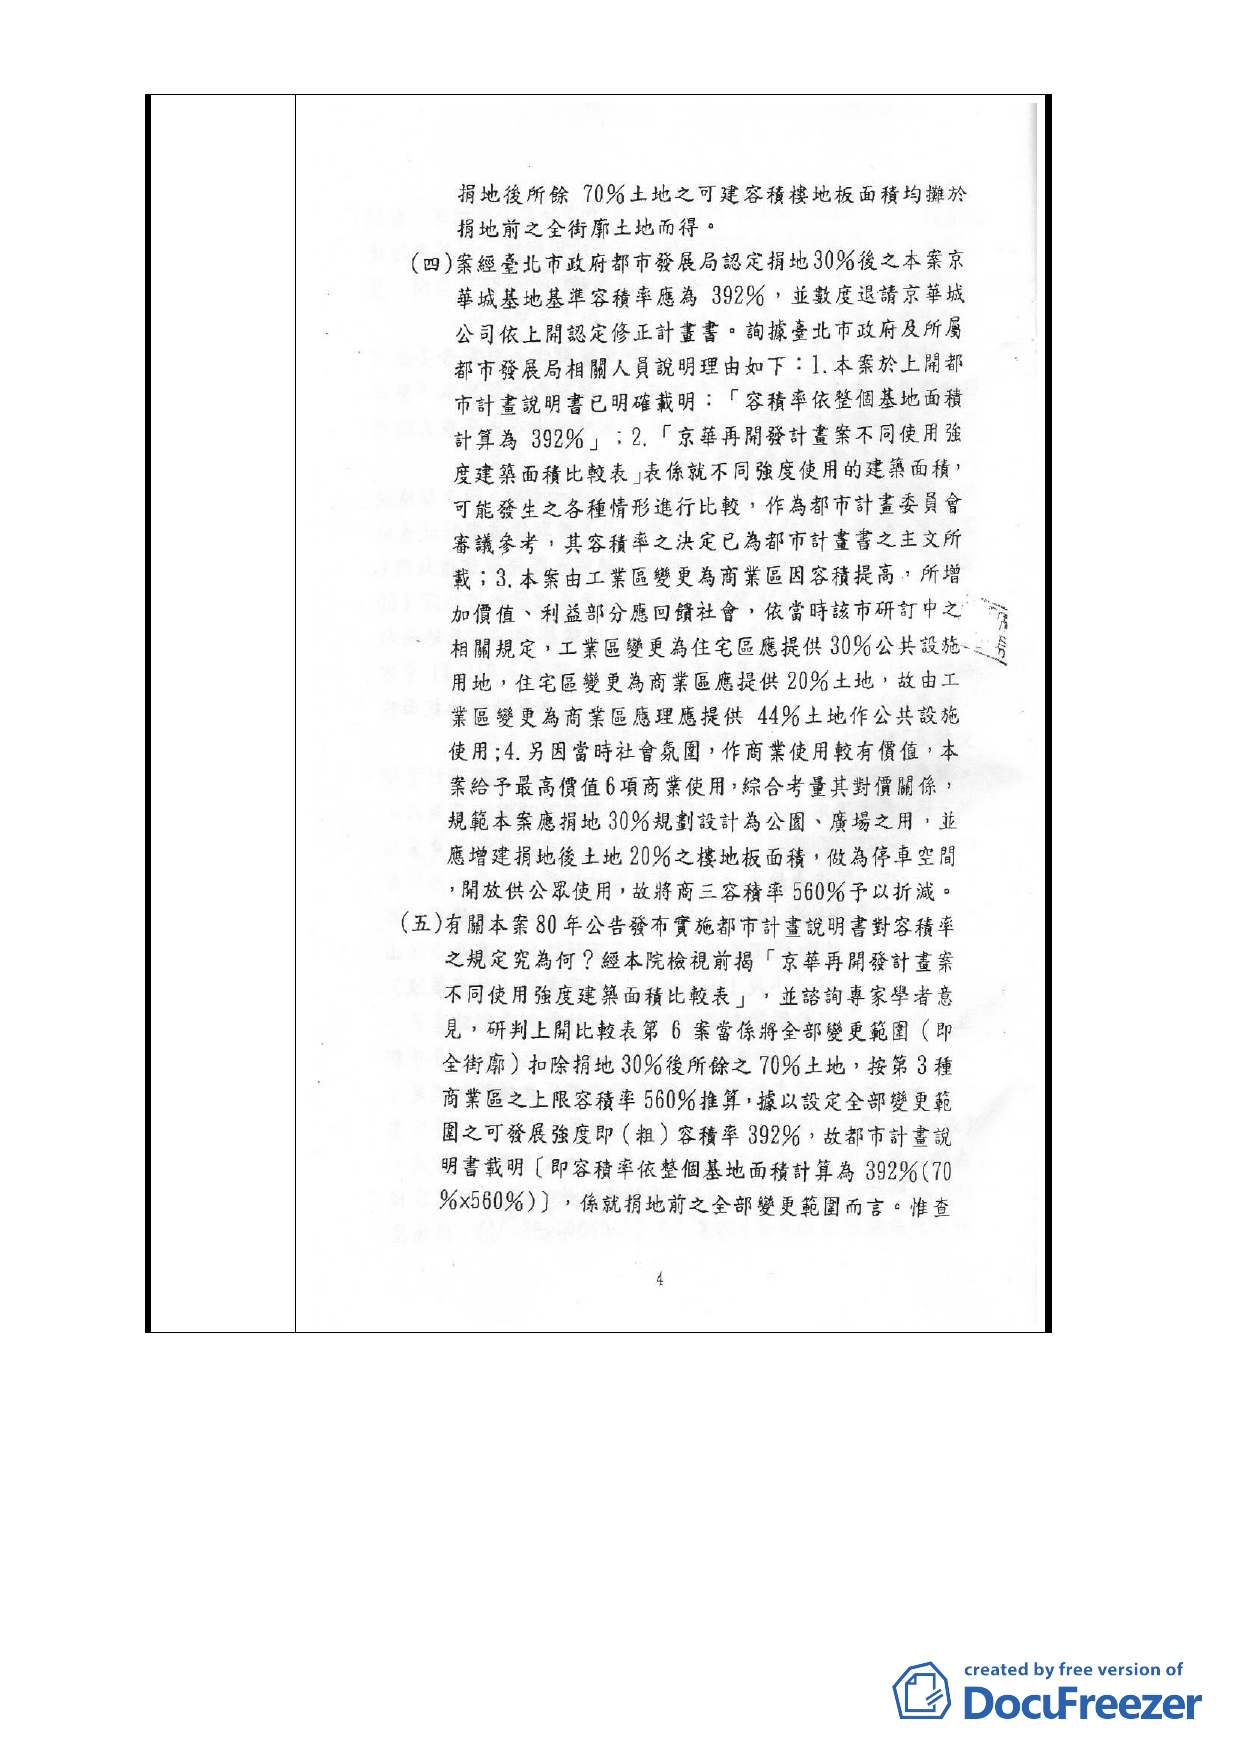 捐地後所餘 70%土地之可建容積樓地板面積均攤於
捐地前之全街廓土地而得。
(四)案經臺北市政府都市發展局認定捐地30%後之本案京
華城基地基準容積率應為 392%，並數度退請京華城
公司依上開認定修正計畫書。詢據臺北市政府及所屬
都市發展局相關人員說明理由如下：1.本案於上開都
市計畫說明書已明確載明：「容積率依整個基地面積
計算為 392%」；2.「京華再開發計畫案不同使用強
度建築面積比較表」表係就不同強度使用的建築面積，
可能發生之各種情形進行比較，作為都市計畫委員會
審議參考，其容積率之決定已為都市計畫書之主文所
載；3.本案由工業區變更為商業區因容積提高，所增
加價值、利益部分應回饋社會，依當時該市研訂中之
相關規定，工業區變更為住宅區應提供30%公共設施
用地，住宅區變更為商業區應提供20%土地，故由工
業區變更為商業區應理應提供 44%土地作公共設施
使用;4.另因當時社會氛圍，作商業使用較有價值，本
案給予最高價值6項商業使用，綜合考量其對價關係，
規範本案應捐地30%規劃設計為公園、廣場之用，並
應增建捐地後土地20%之樓地板面積，做為停車空間
，開放供公眾使用，故將商三容積率560%予以折減。
(五)有關本案80年公告發布實施都市計畫說明書對容積率
之規定究為何？經本院檢視前揭「京華再開發計畫案
不同使用強度建築面積比較表」，並諮詢專家學者意
見，研判上開比較表第 6 案當係將全部變更範圍（即
全街廓）扣除捐地30%後所餘之70%土地，按第3種
商業區之上限容積率560%推算，據以設定全部變更範
圍之可發展強度即（粗）容積率392%，故都市計畫說
明書載明〔即容積率依整個基地面積計算為 392%(70
%x560%)〕，係就捐地前之全部變更範圍而言。惟查
4
created by free version of
DocuFreezer